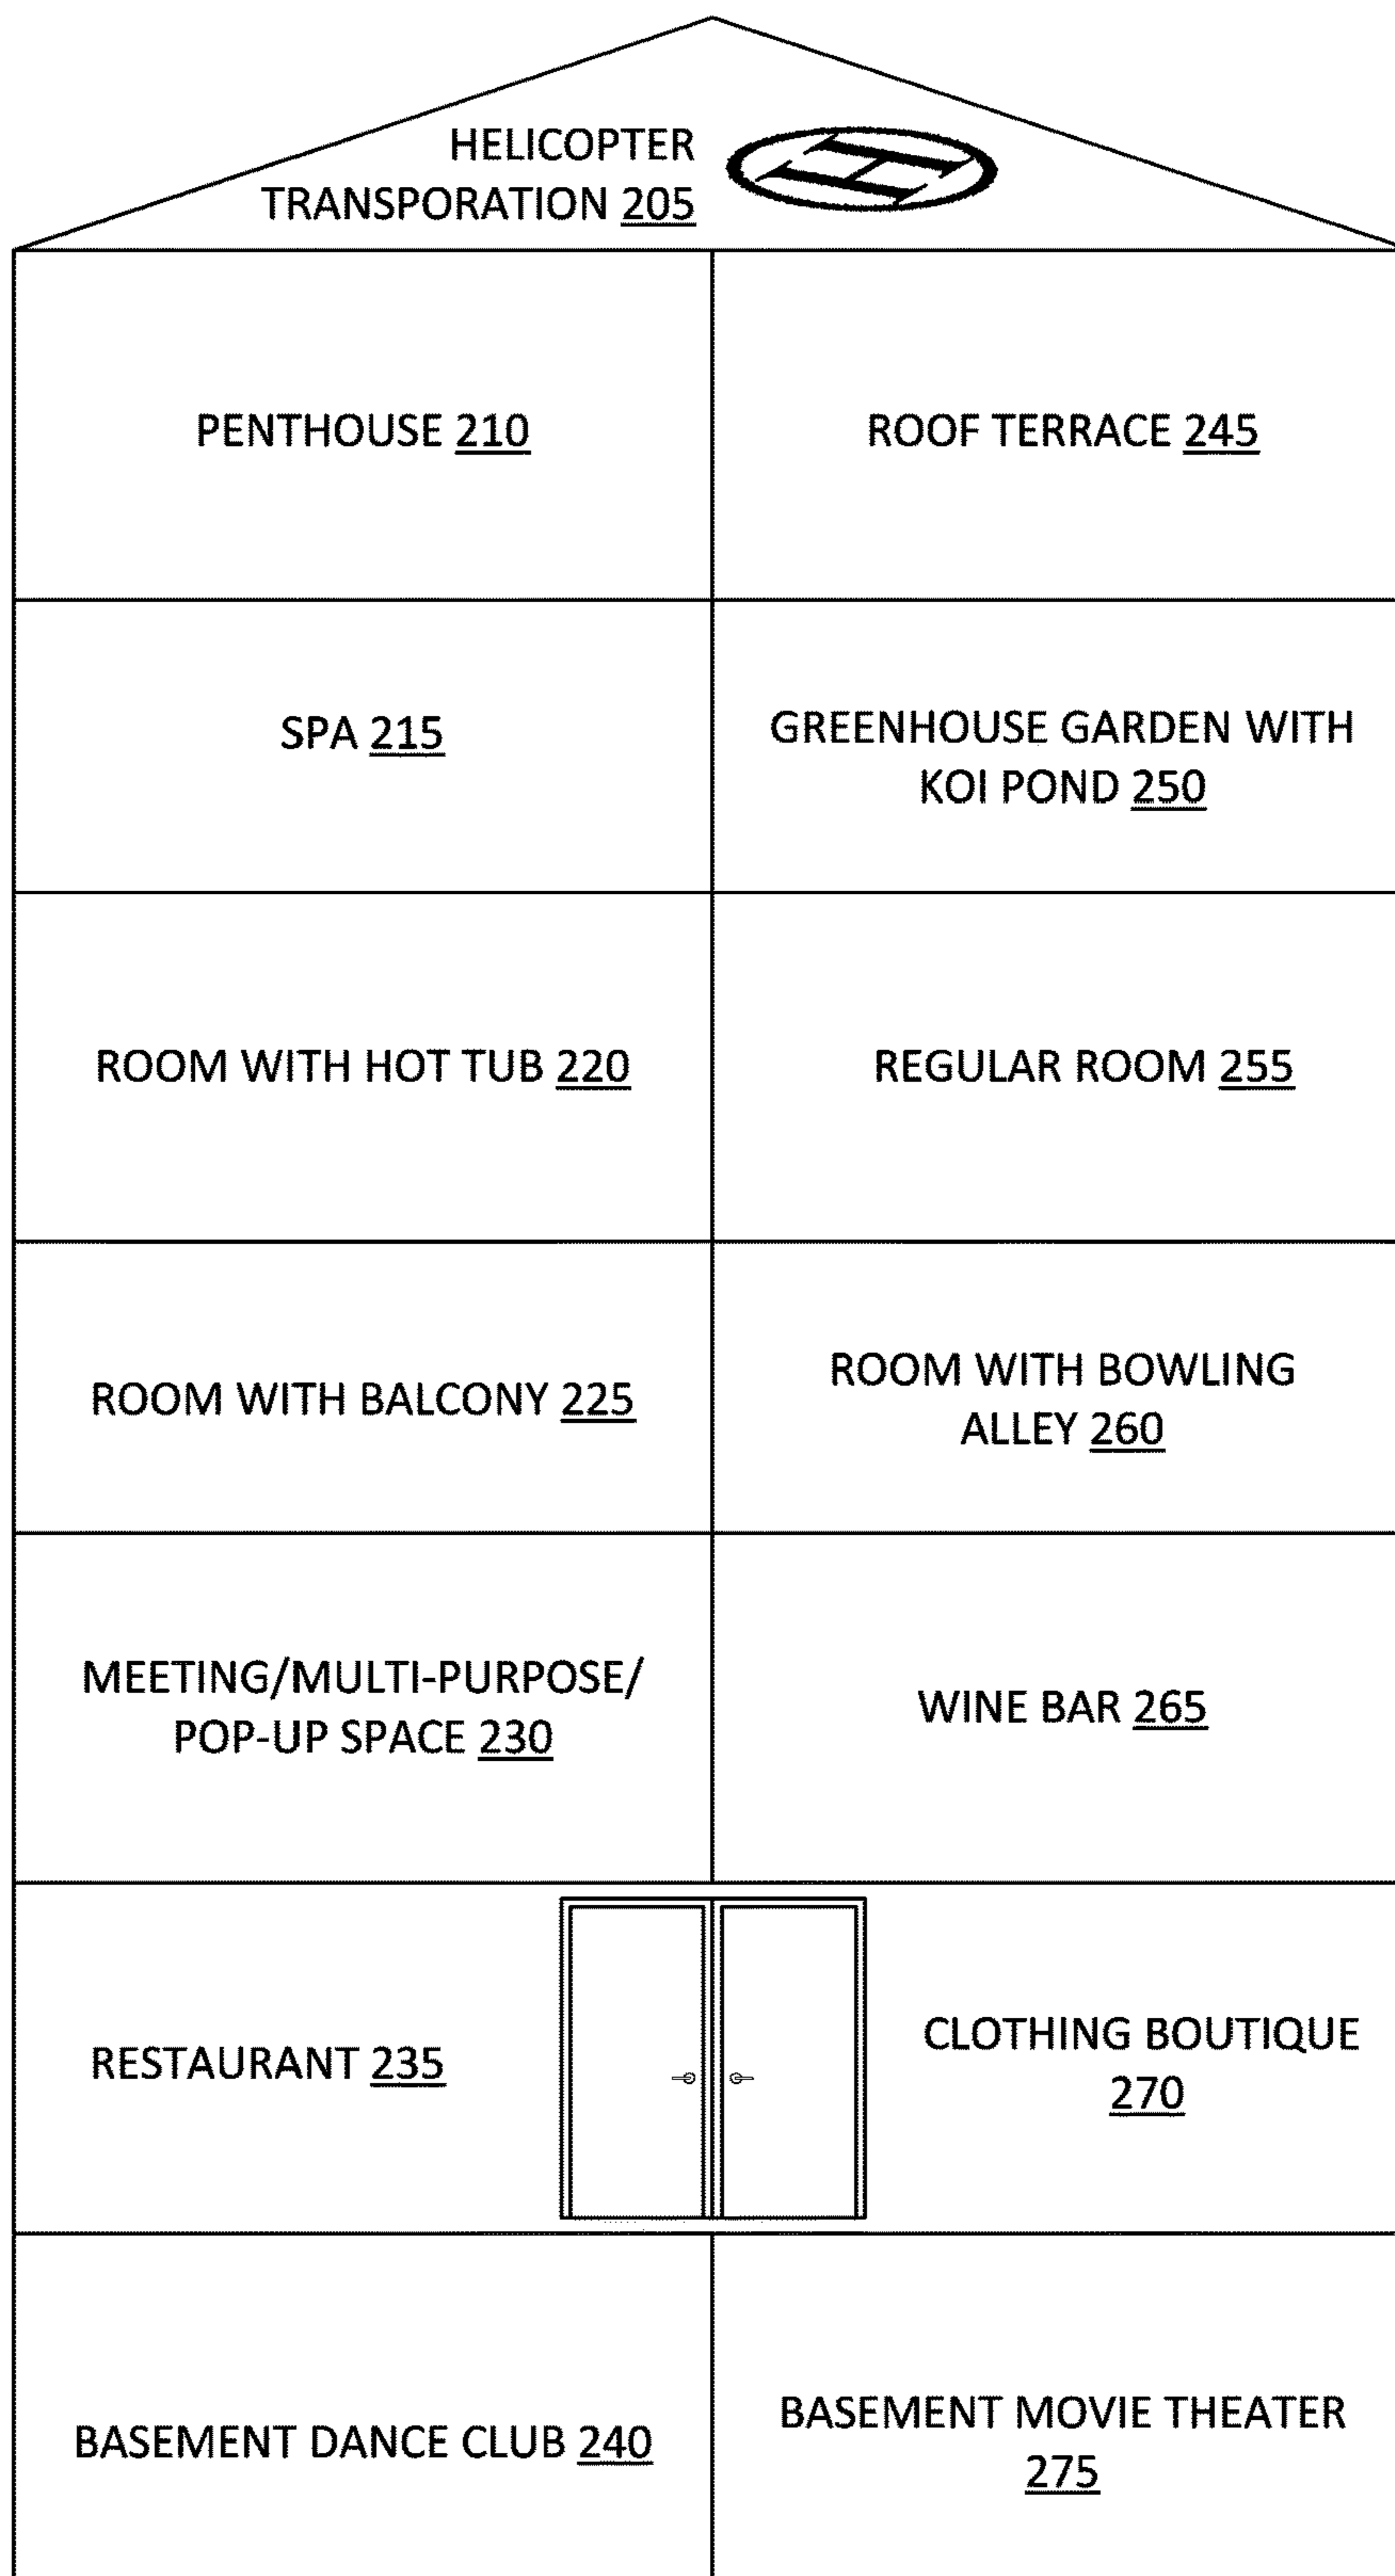 HELICOPTER
TRANSPORATION 205
H
PENTHOUSE 210
ROOF TERRACE 245
SPA 215
GREENHOUSE GARDEN WITH
KOI POND 250
ROOM WITH HOT TUB 220
REGULAR ROOM 255
ROOM WITH BALCONY 225
ROOM WITH BOWLING
ALLEY 260
MEETING/MULTI-PURPOSE/
POP-UP SPACE 230
WINE BAR 265
RESTAURANT 235
CLOTHING BOUTIQUE
270
BASEMENT DANCE CLUB 240
BASEMENT MOVIE THEATER
275